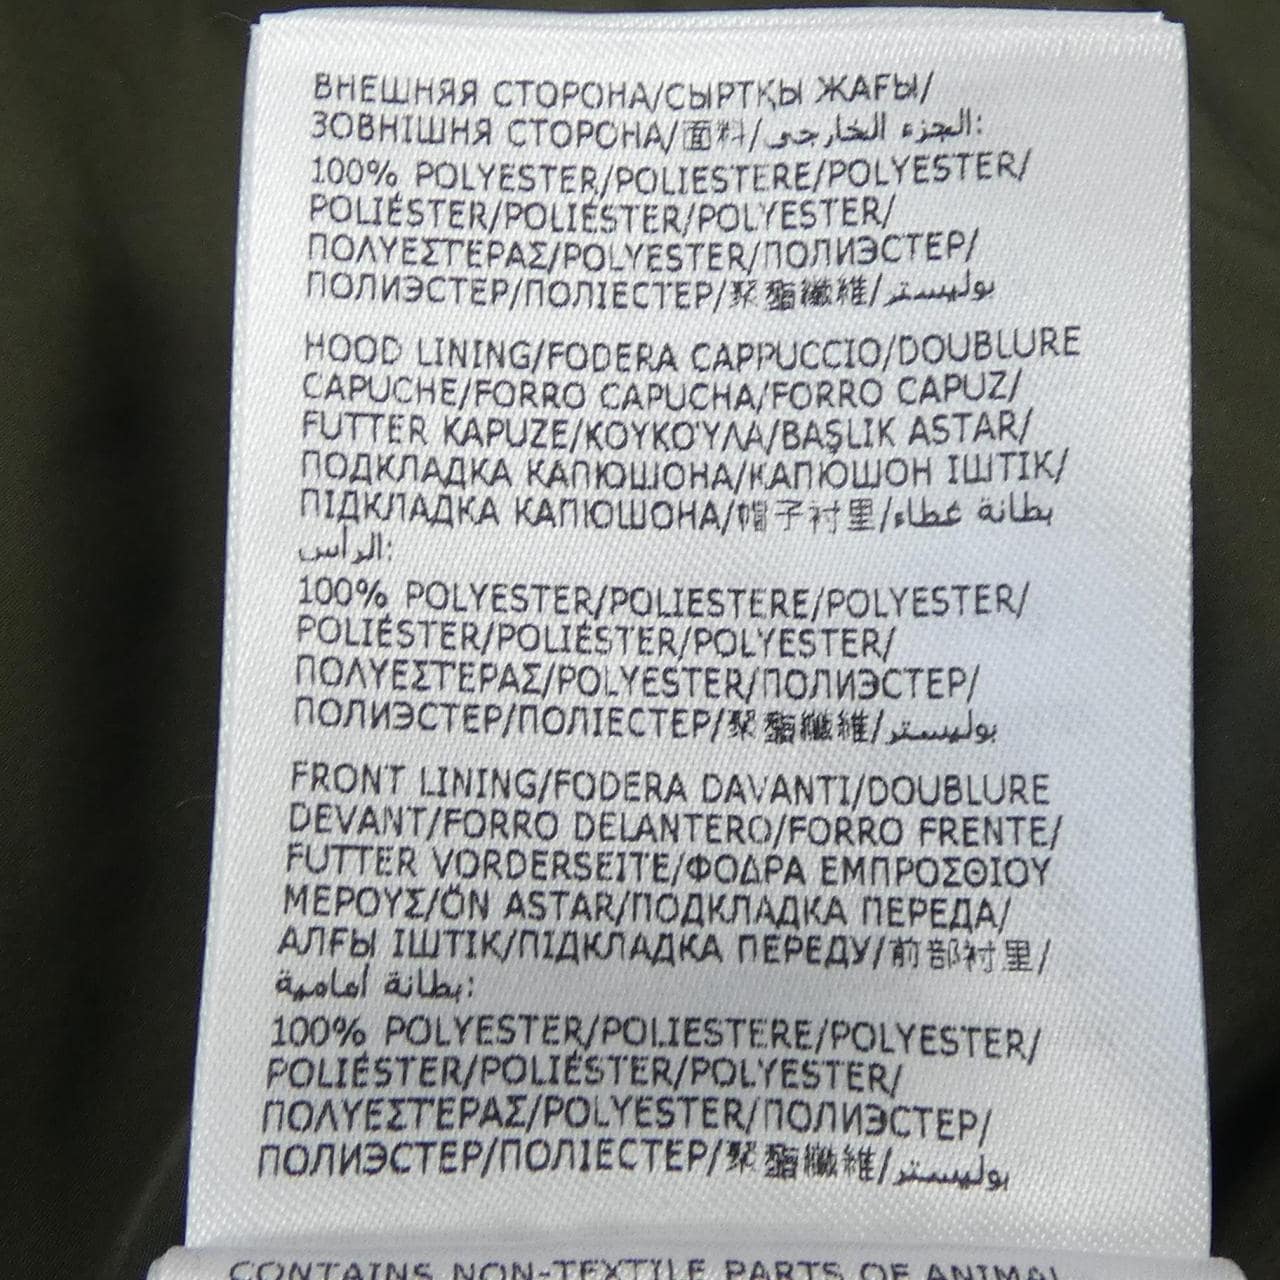 ВНЕШНЯЯ СТОРОНА/СЫРТҚЫ ЖАҒЫ/
ЗОВНІШНЯ СТОРОНА/面料/الجزء الخارجي:
100% POLYESTER/POLIESTERE/POLYESTER/
POLIÉSTER/POLIÉSTER/POLYESTER/
ΠΟΛΥΕΣΤΕΡΑΣ/POLYESTER/ПОЛИЭСТЕР/
ПОЛИЭСТЕР/ПОЛІЕСТЕР/聚酯纖維/بوليستر
HOOD LINING/FODERA CAPPUCCIO/DOUBLURE
CAPUCHE/FORRO CAPUCHA/FORRO CAPUZ/
FUTTER KAPUZE/ΚΟΥΚΟΎΛΑ/BAŞLIK ASTAR/
ПОДКЛАДКА КАПЮШОНА/КАПЮШОН ІШТІК/
ПІДКЛАДКА КАПЮШОНА/帽子衬里/بطانة غطاء
الرأس:
100% POLYESTER/POLIESTERE/POLYESTER/
POLIÉSTER/POLIÉSTER/POLYESTER/
ΠΟΛΥΕΣΤΕΡΑΣ/POLYESTER/ПОЛИЭСТЕР/
ПОЛИЭСТЕР/ПОЛІЕСТЕР/聚酯纖維/بوليستر
FRONT LINING/FODERA DAVANTI/DOUBLURE
DEVANT/FORRO DELANTERO/FORRO FRENTE/
FUTTER VORDERSEITE/ΦΟΔΡΑ ΕΜΠΡΟΣΘΙΟΥ
ΜΕΡΟΥΣ/ÖN ASTAR/ПОДКЛАДКА ПЕРЕДА/
АЛҒЫ ІШТІК/ПІДКЛАДКА ПЕРЕДУ/前部衬里/
بطانة أمامية:
100% POLYESTER/POLIESTERE/POLYESTER/
POLIÉSTER/POLIÉSTER/POLYESTER/
ΠΟΛΥΕΣΤΕΡΑΣ/POLYESTER/ПОЛИЭСТЕР/
ПОЛИЭСТЕР/ПОЛІЕСТЕР/聚酯纖維/بوليستر
CONTAINS NON-TEXTILE PARTS OF ANIMAL